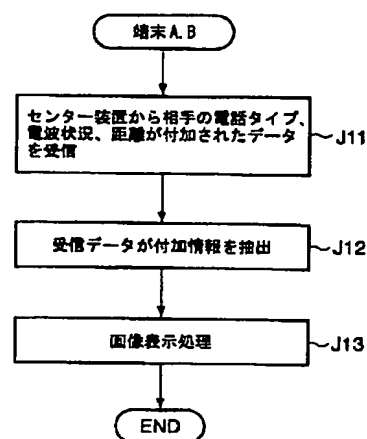 端末A.B
センター装置から相手の電話タイプ、
電波状況、距離が付加されたデータ
を受信
J11
受信データが付加情報を抽出
J12
画像表示処理
J13
END